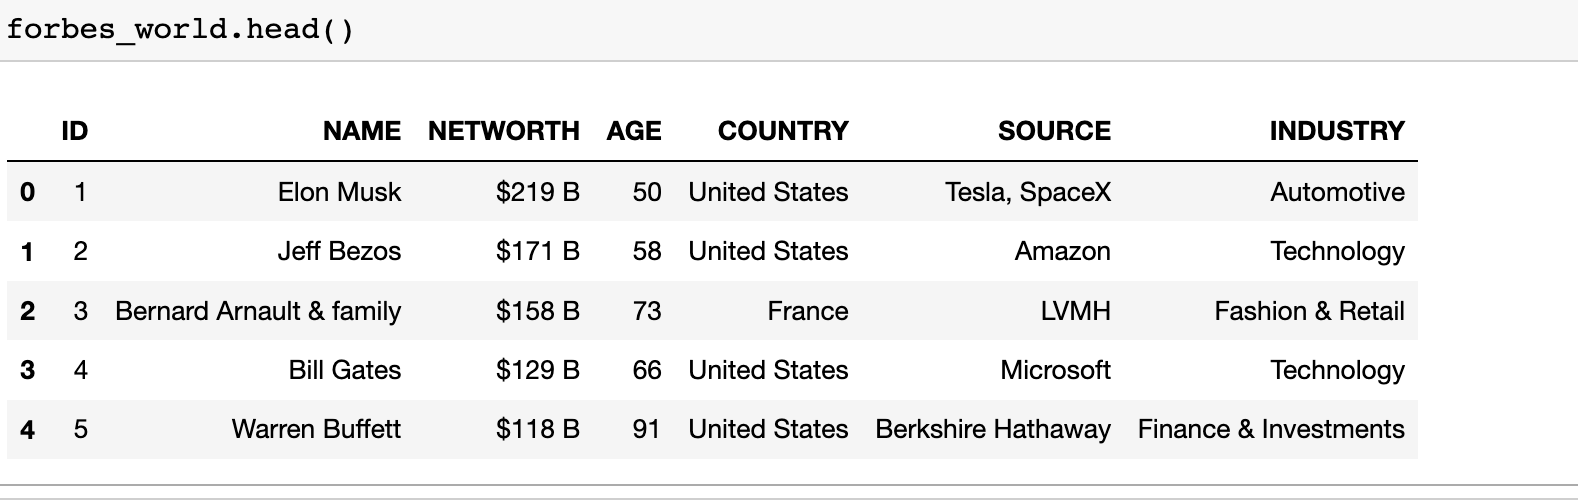 forbes_world.head()
ID NAME NETWORTH AGE COUNTRY SOURCE INDUSTRY
0 1 Elon Musk $219 B 50 United States Tesla, SpaceX Automotive
1 2 Jeff Bezos $171 B 58 United States Amazon Technology
2 3 Bernard Arnault & family $158 B 73 France LVMH Fashion & Retail
3 4 Bill Gates $129 B 66 United States Microsoft Technology
4 5 Warren Buffett $118 B 91 United States Berkshire Hathaway Finance & Investments